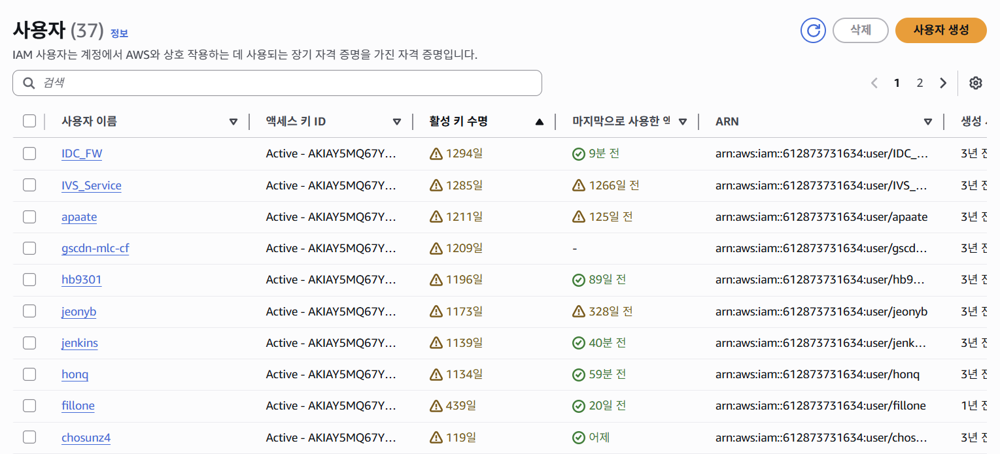 사용자 (37) 정보
삭제
사용자 생성
IAM 사용자는 계정에서 AWS와 상호 작용하는 데 사용되는 장기 자격 증명을 가진 자격 증명입니다.
검색
1 2
사용자 이름 액세스 키 ID 활성 키 수명 마지막으로 사용한 ARN 생성
IDC_FW Active - AKIAY5MQ67Y… 1294일 9분 전 arn:aws:iam::612873731634:user/IDC_… 3년
IVS_Service Active - AKIAY5MQ67Y… 1285일 1266일 전 arn:aws:iam::612873731634:user/IVS_… 3년
apaate Active - AKIAY5MQ67Y… 1211일 125일 전 arn:aws:iam::612873731634:user/apaate 3년
gscdn-mlc-cf Active - AKIAY5MQ67Y… 1209일 - arn:aws:iam::612873731634:user/gscd… 3년
hb9301 Active - AKIAY5MQ67Y… 1196일 89일 전 arn:aws:iam::612873731634:user/hb9… 3년
jeonyb Active - AKIAY5MQ67Y… 1173일 328일 전 arn:aws:iam::612873731634:user/jeonyb 3년
jenkins Active - AKIAY5MQ67Y… 1139일 40분 전 arn:aws:iam::612873731634:user/jenk… 3년
honq Active - AKIAY5MQ67Y… 1134일 59분 전 arn:aws:iam::612873731634:user/honq 3년
fillone Active - AKIAY5MQ67Y… 439일 20일 전 arn:aws:iam::612873731634:user/fillone 1년
chosunz4 Active - AKIAY5MQ67Y… 119일 어제 arn:aws:iam::612873731634:user/chos… 3년